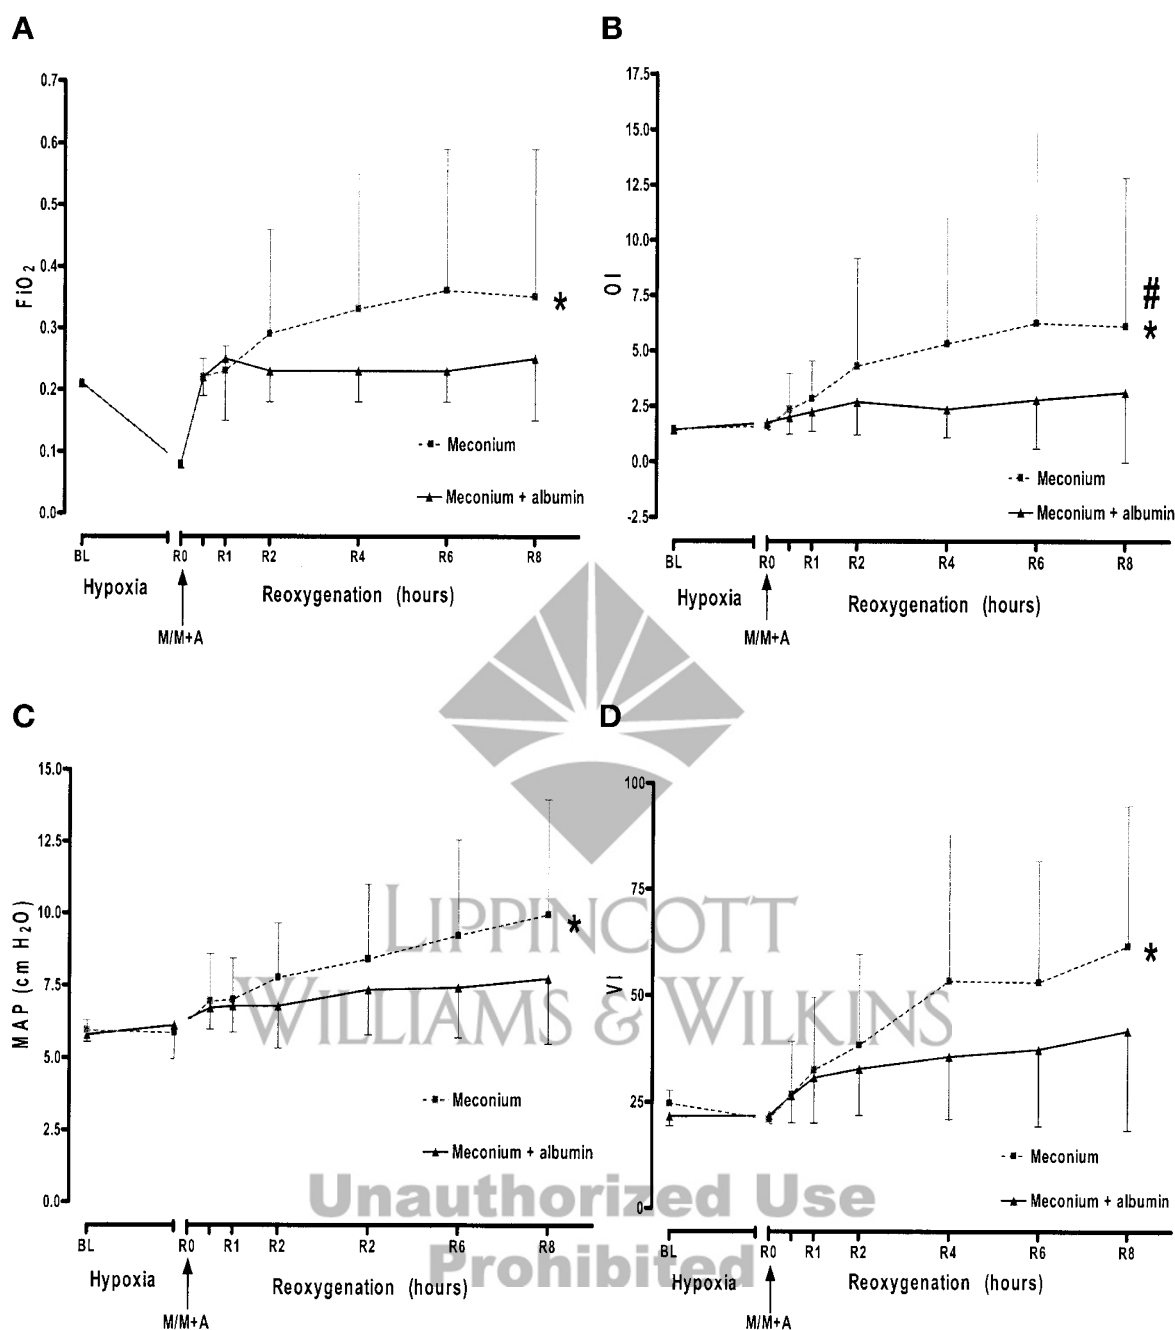 A
0.7
0.6
0.5
0.4
0.3
0.2
0.1
0.0
FiO2
*
Meconium
Meconium + albumin
BL R0 R1 R2 R4 R6 R8
Hypoxia Reoxygenation (hours)
M/M+A
B
17.5
15.0
12.5
10.0
7.5
5.0
2.5
0.0
-2.5
OI
#
#
*
Meconium
Meconium + albumin
BL R0 R1 R2 R4 R6 R8
Hypoxia Reoxygenation (hours)
M/M+A
C
15.0
12.5
10.0
7.5
5.0
2.5
0.0
MAP (cm H2O)
*
Meconium
Meconium + albumin
BL R0 R1 R2 R2 R6 R8
Hypoxia Reoxygenation (hours)
M/M+A
D
100
75
50
25
0
VI
*
Meconium
Meconium + albumin
BL R0 R1 R2 R4 R6 R8
Hypoxia Reoxygenation (hours)
M/M+A
LIPPINCOTT
WILLIAMS & WILKINS
Unauthorized Use
Prohibited